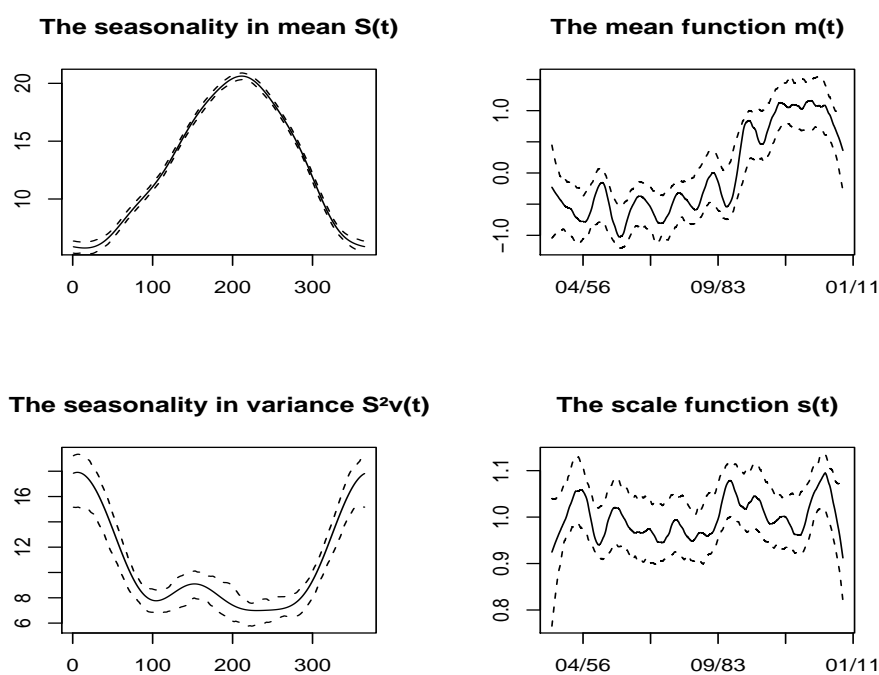 The seasonality in mean S(t)
20
15
10
0 100 200 300
The mean function m(t)
1.0
0.0
−1.0
04/56 09/83 01/11
The seasonality in variance S²v(t)
16
12
8
6
0 100 200 300
The scale function s(t)
1.1
1.0
0.9
0.8
04/56 09/83 01/11